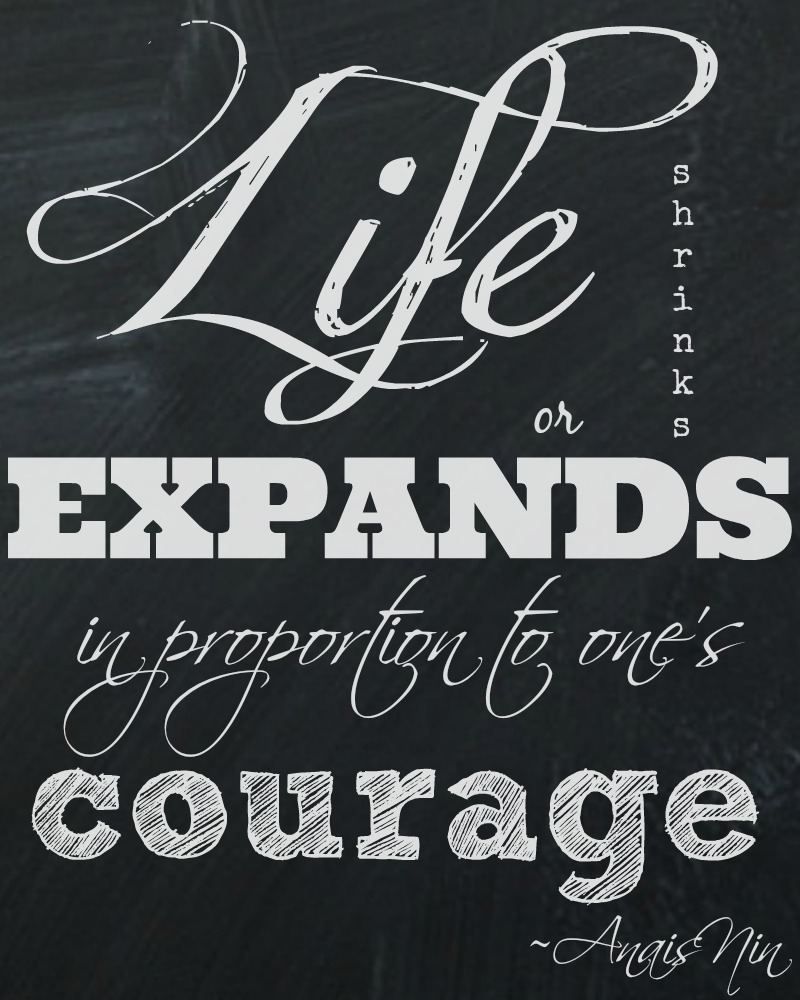 Life
shrinks
or
EXPANDS
in proportion to one's
courage
~Anais Nin